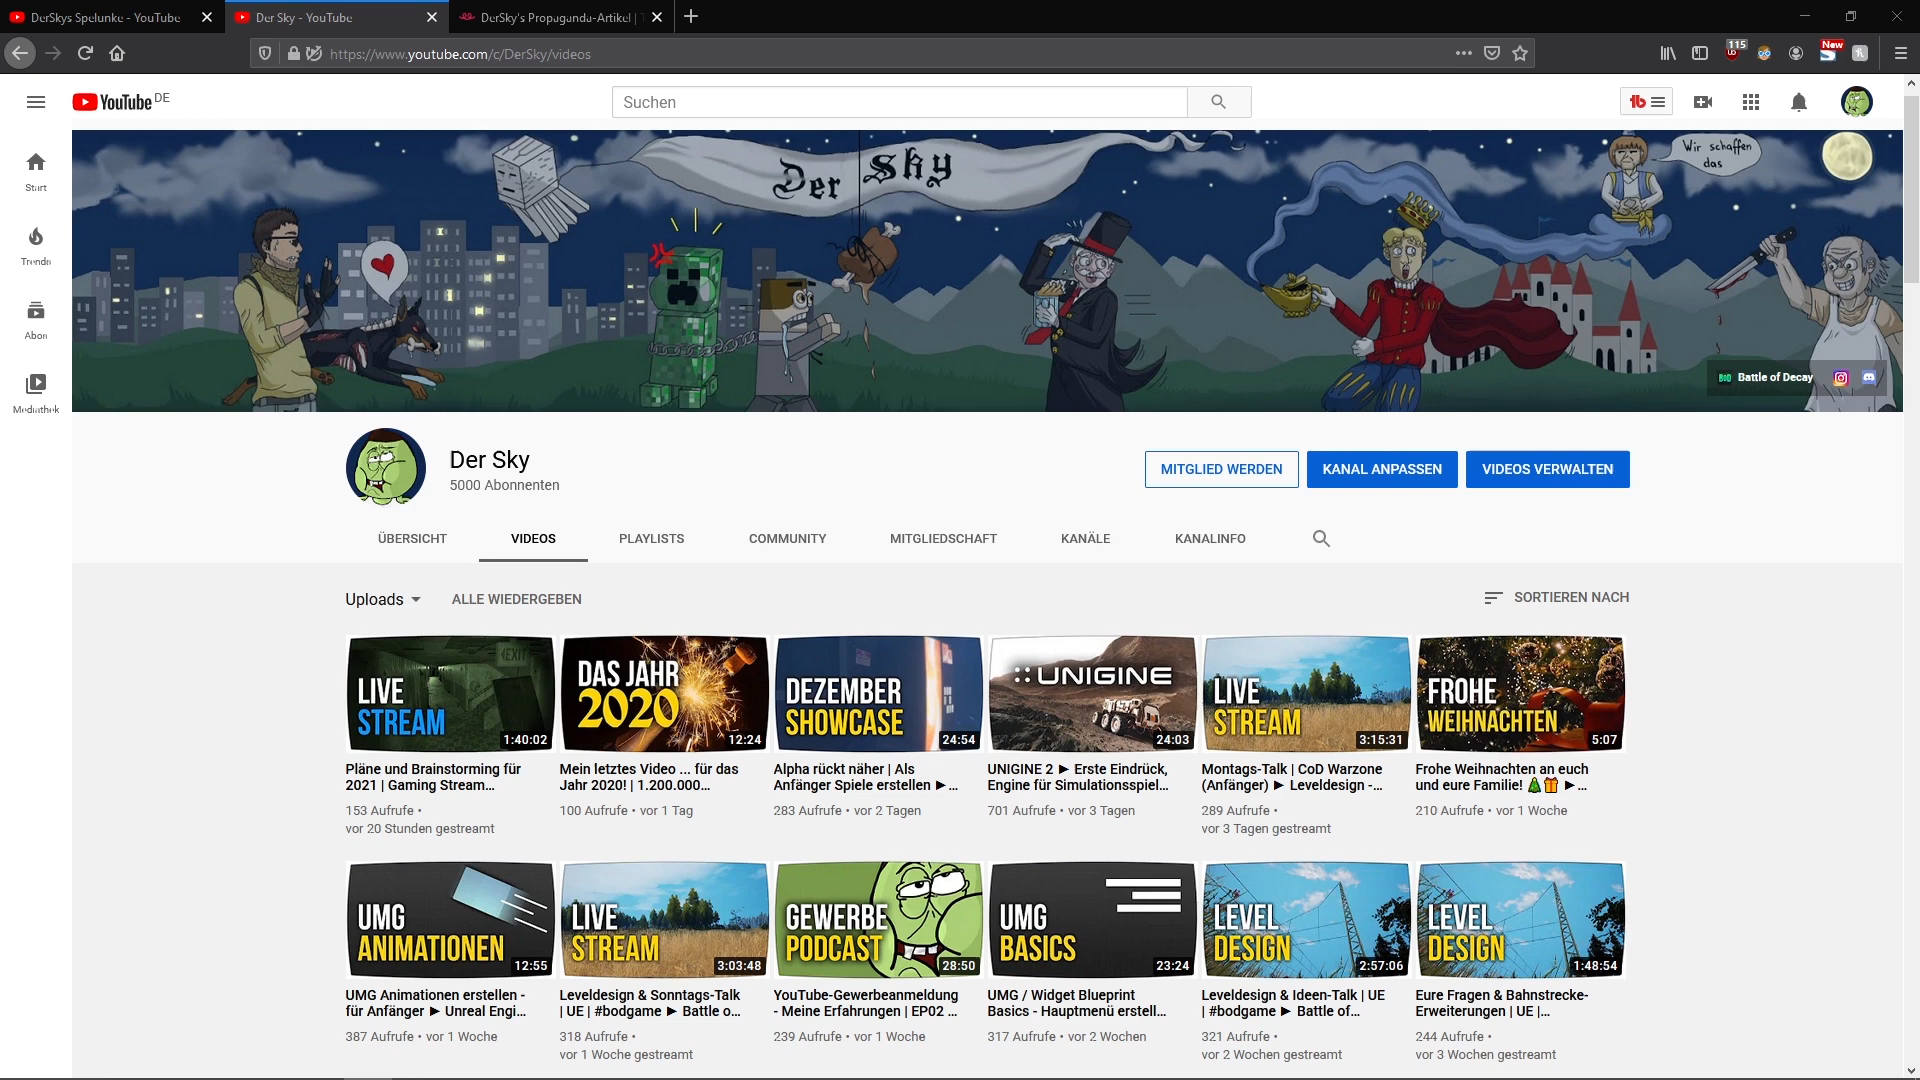 DerSkys Spelunke - YouTube
Der Sky - YouTube
DerSky's Propaganda-Artikel |
https://www.youtube.com/c/DerSky/videos
115
New
YouTube DE
Suchen
Start
Trends
Abos
Mediathek
Der Sky
Wir schaffen
das
BOD Battle of Decay
Der Sky
5000 Abonnenten
MITGLIED WERDEN
KANAL ANPASSEN
VIDEOS VERWALTEN
ÜBERSICHT
VIDEOS
PLAYLISTS
COMMUNITY
MITGLIEDSCHAFT
KANÄLE
KANALINFO
Uploads
ALLE WIEDERGEBEN
SORTIEREN NACH
EXIT
LIVE
STREAM
1:40:02
Pläne und Brainstorming für
2021 | Gaming Stream...
153 Aufrufe •
vor 20 Stunden gestreamt
DAS JAHR
2020
12:24
Mein letztes Video ... für das
Jahr 2020! | 1.200.000...
100 Aufrufe • vor 1 Tag
DEZEMBER
SHOWCASE
24:54
Alpha rückt näher | Als
Anfänger Spiele erstellen ►...
283 Aufrufe • vor 2 Tagen
UNIGINE
24:03
UNIGINE 2 ► Erste Eindrück,
Engine für Simulationsspiel...
701 Aufrufe • vor 3 Tagen
LIVE
STREAM
3:15:31
Montags-Talk | CoD Warzone
(Anfänger) ► Leveldesign -...
289 Aufrufe •
vor 3 Tagen gestreamt
FROHE
WEIHNACHTEN
5:07
Frohe Weihnachten an euch
und eure Familie! 🎄🎁 ►...
210 Aufrufe • vor 1 Woche
UMG
ANIMATIONEN
12:55
UMG Animationen erstellen -
für Anfänger ► Unreal Engi...
387 Aufrufe • vor 1 Woche
LIVE
STREAM
3:03:48
Leveldesign & Sonntags-Talk
| UE | #bodgame ► Battle o...
318 Aufrufe •
vor 1 Woche gestreamt
GEWERBE
PODCAST
28:50
YouTube-Gewerbeanmeldung
- Meine Erfahrungen | EP02 ...
239 Aufrufe • vor 1 Woche
UMG
BASICS
23:24
UMG / Widget Blueprint
Basics - Hauptmenü erstell...
317 Aufrufe • vor 2 Wochen
LEVEL
DESIGN
2:57:06
Leveldesign & Ideen-Talk | UE
| #bodgame ► Battle of...
321 Aufrufe •
vor 2 Wochen gestreamt
LEVEL
DESIGN
1:48:54
Eure Fragen & Bahnstrecke-
Erweiterungen | UE |...
244 Aufrufe •
vor 3 Wochen gestreamt